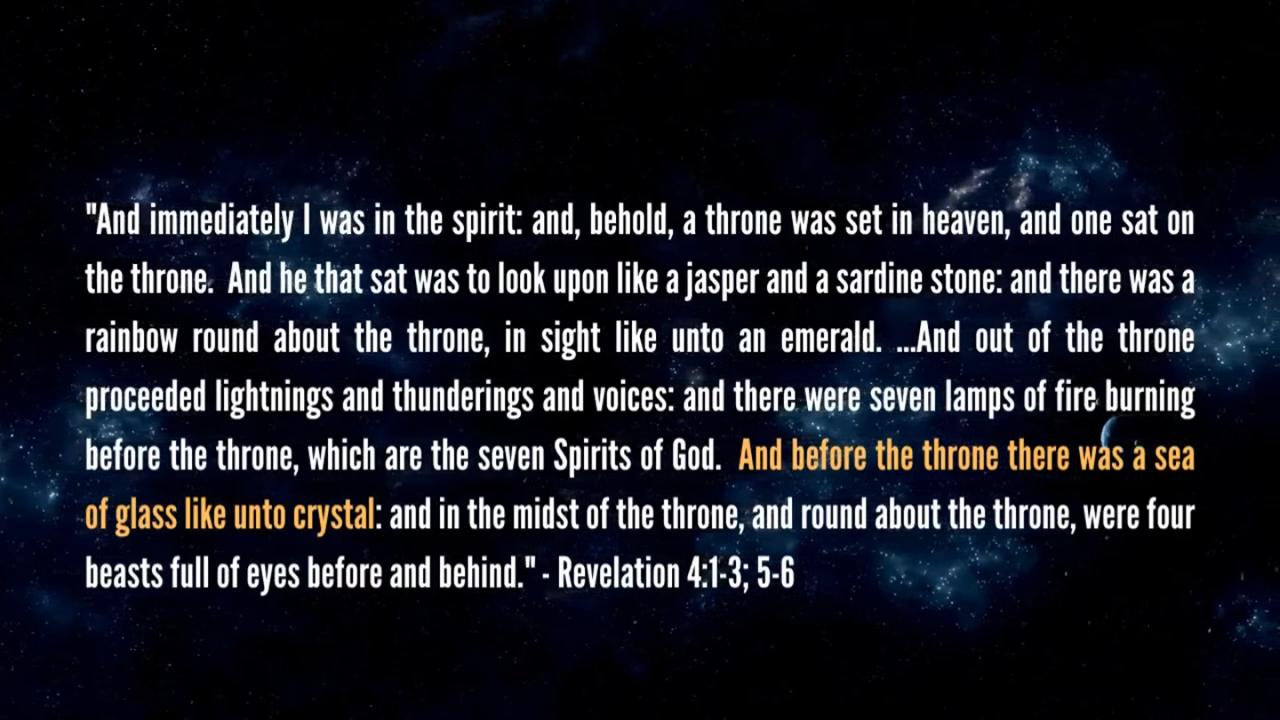 "And immediately I was in the spirit: and, behold, a throne was set in heaven, and one sat on
the throne.  And he that sat was to look upon like a jasper and a sardine stone: and there was a
rainbow round about the throne, in sight like unto an emerald. ...And out of the throne
proceeded lightnings and thunderings and voices: and there were seven lamps of fire burning
before the throne, which are the seven Spirits of God.  And before the throne there was a sea
of glass like unto crystal: and in the midst of the throne, and round about the throne, were four
beasts full of eyes before and behind." - Revelation 4:1-3; 5-6